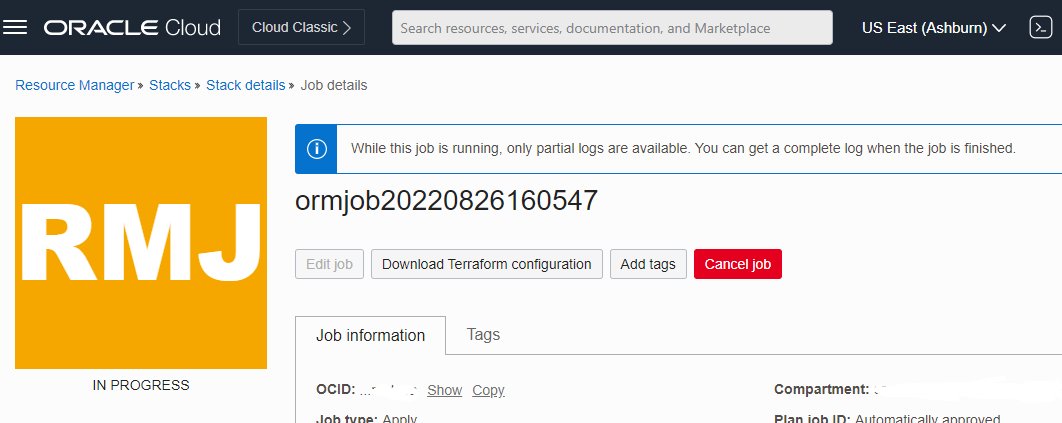 ORACLE Cloud Cloud Classic Search resources, services, documentation, and Marketplace US East (Ashburn)
Resource Manager » Stacks » Stack details » Job details
While this job is running, only partial logs are available. You can get a complete log when the job is finished.
RMJ
ormjob20220826160547
Edit job Download Terraform configuration Add tags Cancel job
Job information Tags
IN PROGRESS
OCID: Show Copy Compartment:
Job type: Apply Plan job ID: Automatically approved